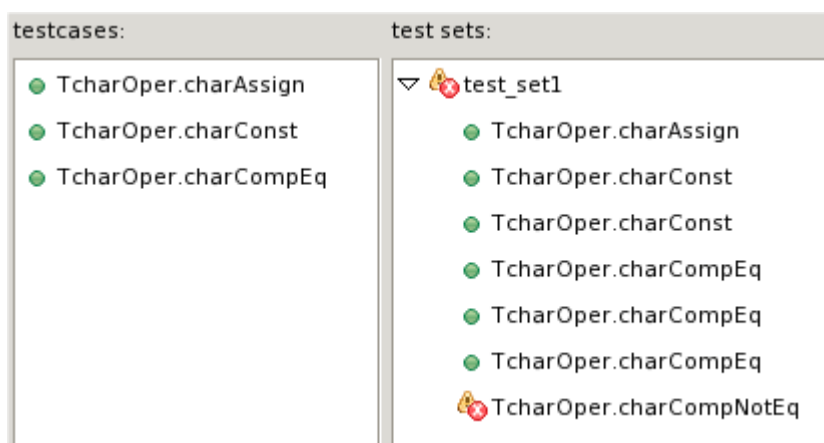 testcases:
TcharOper.charAssign
TcharOper.charConst
TcharOper.charCompEq
test sets:
test_set1
TcharOper.charAssign
TcharOper.charConst
TcharOper.charConst
TcharOper.charCompEq
TcharOper.charCompEq
TcharOper.charCompEq
TcharOper.charCompNotEq